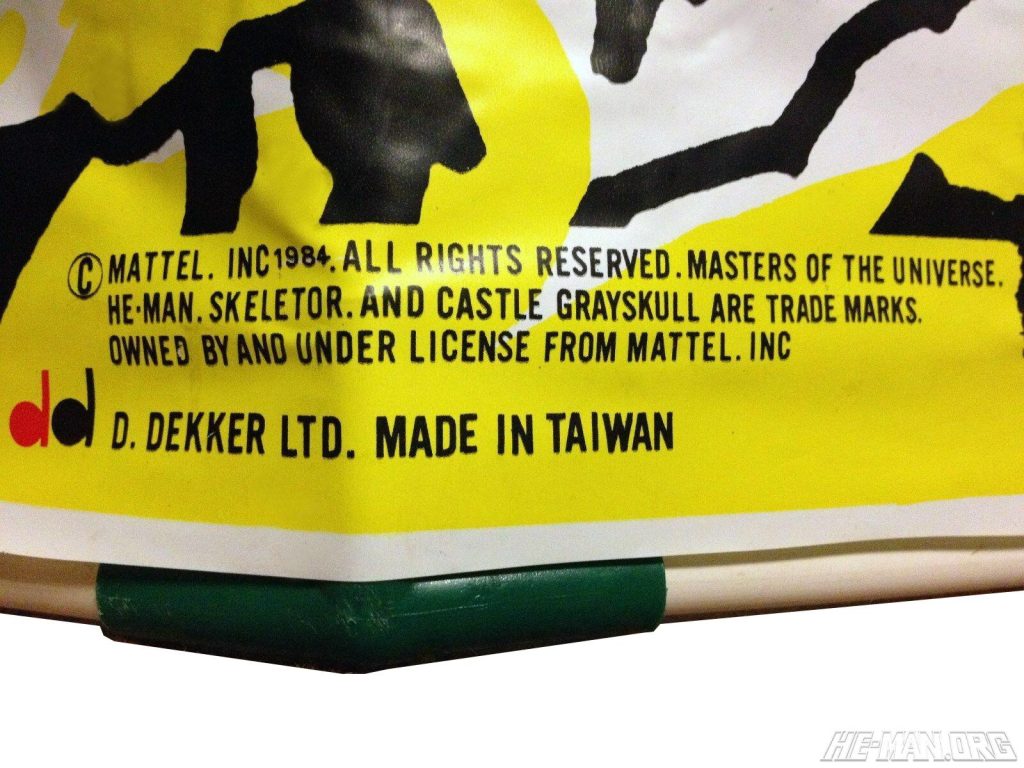 © MATTEL. INC 1984. ALL RIGHTS RESERVED. MASTERS OF THE UNIVERSE.
HE-MAN. SKELETOR. AND CASTLE GRAYSKULL ARE TRADE MARKS.
OWNED BY AND UNDER LICENSE FROM MATTEL. INC
dd D. DEKKER LTD. MADE IN TAIWAN
HE-MAN.ORG